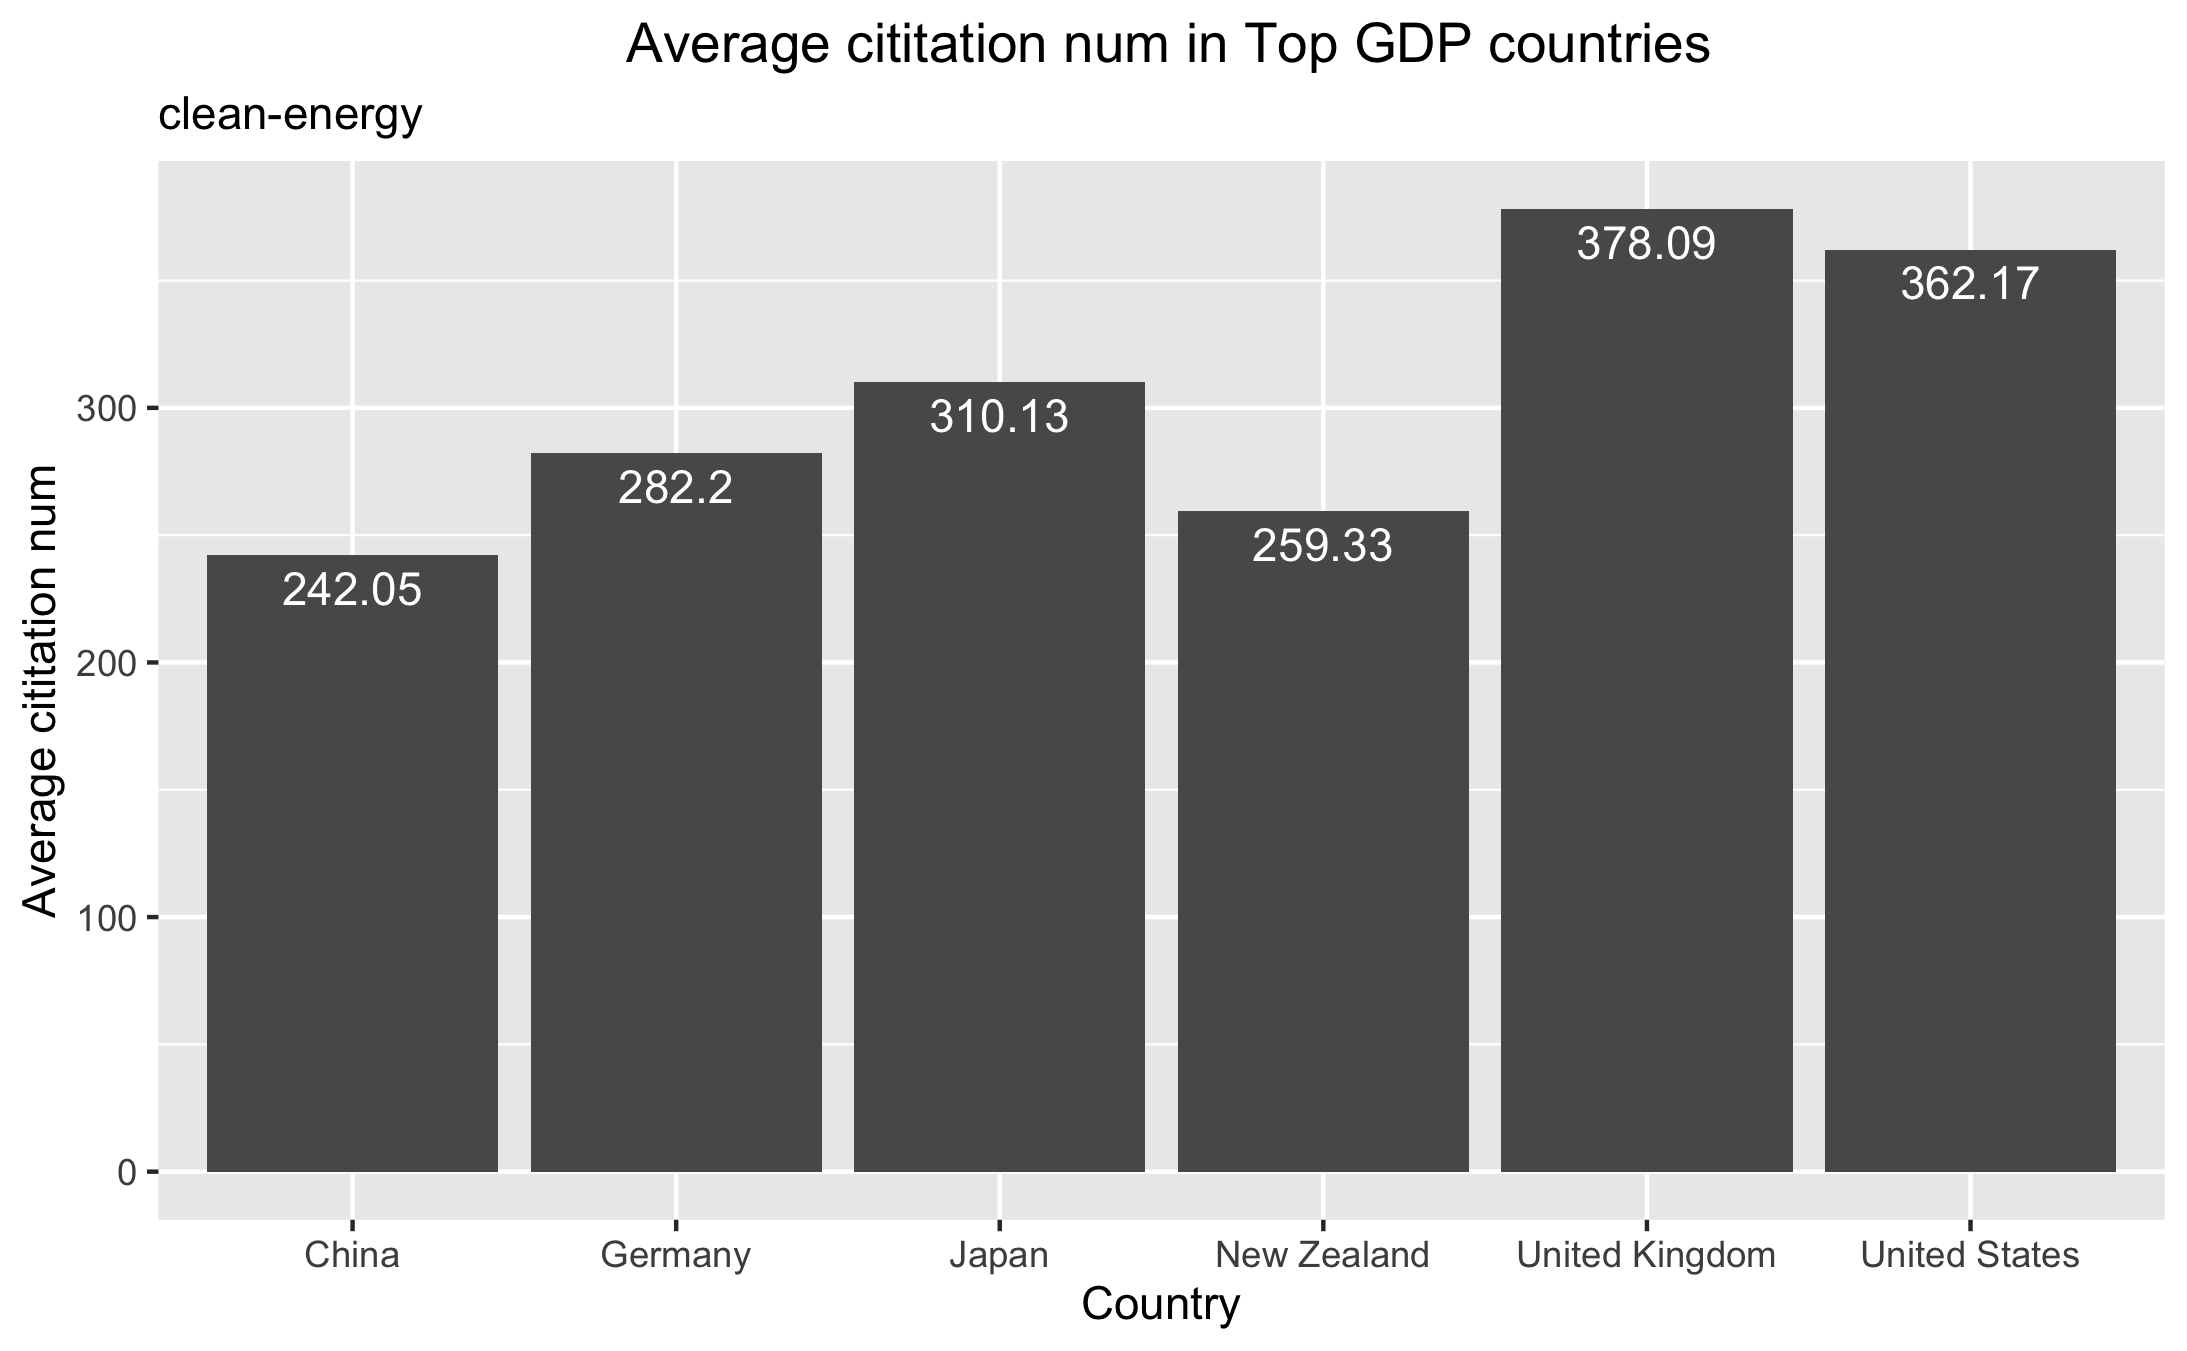 Average cititation num in Top GDP countries
clean-energy
Average cititation num
300
200
100
0
242.05
282.2
310.13
259.33
378.09
362.17
China
Germany
Japan
New Zealand
United Kingdom
United States
Country